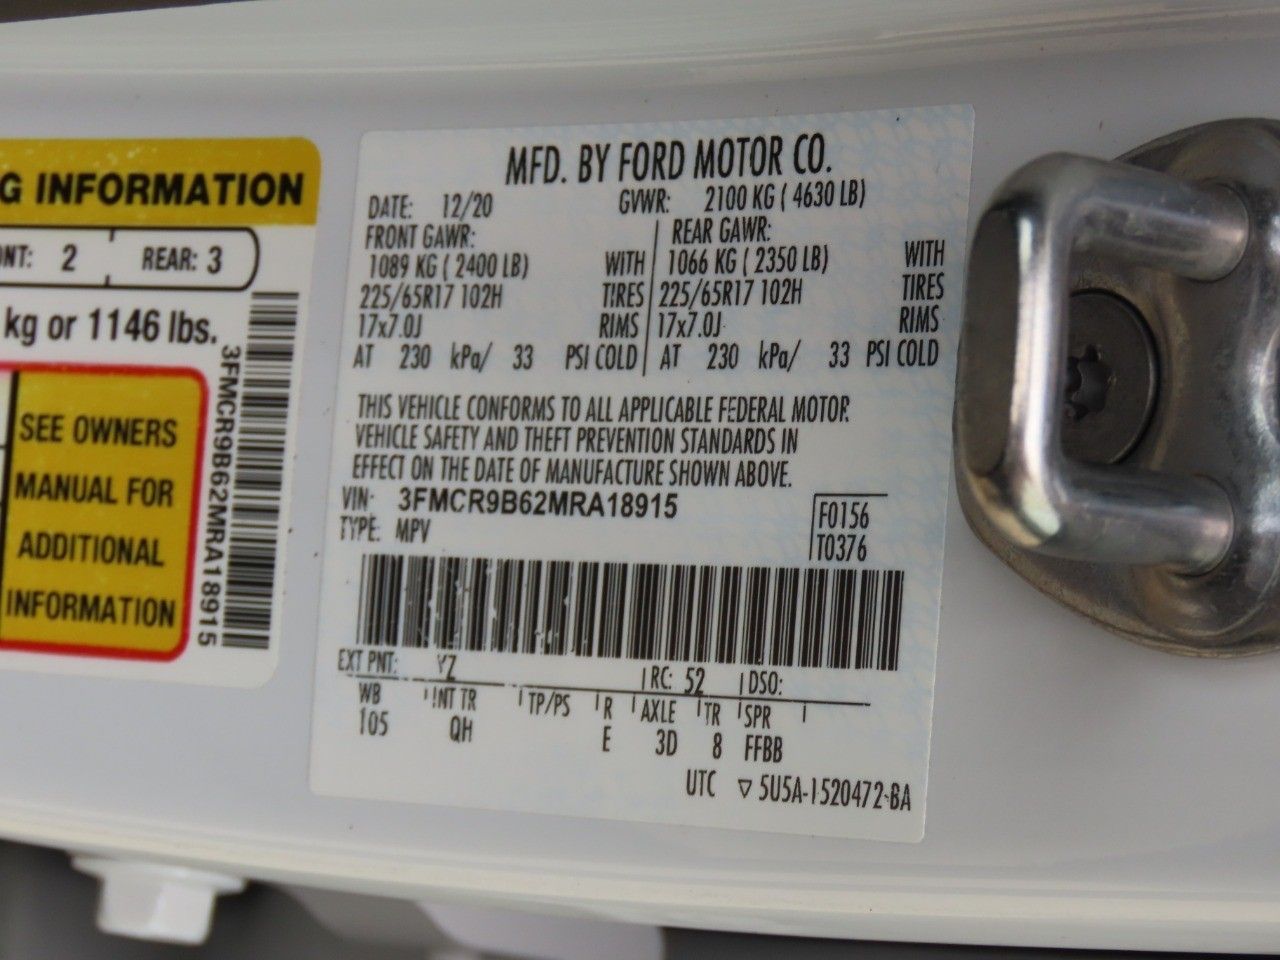 G INFORMATION
NT: 2 REAR: 3
kg or 1146 lbs.
SEE OWNERS
MANUAL FOR
ADDITIONAL
INFORMATION
3FMCR9B62MRA18915
MFD. BY FORD MOTOR CO.
DATE: 12/20 GVWR: 2100 KG ( 4630 LB)
FRONT GAWR: REAR GAWR:
1089 KG ( 2400 LB) WITH 1066 KG ( 2350 LB) WITH
225/65R17 102H TIRES 225/65R17 102H TIRES
17x7.0J RIMS 17x7.0J RIMS
AT 230 kPa/ 33 PSI COLD AT 230 kPa/ 33 PSI COLD
THIS VEHICLE CONFORMS TO ALL APPLICABLE FEDERAL MOTOR
VEHICLE SAFETY AND THEFT PREVENTION STANDARDS IN
EFFECT ON THE DATE OF MANUFACTURE SHOWN ABOVE.
VIN: 3FMCR9B62MRA18915 F0156
TYPE: MPV T0376
EXT PNT: YZ RC: 52 DSO:
WB INT TR TP/PS R AXLE TR SPR
105 QH E 3D 8 FFBB
UTC ▽ 5U5A-1520472-BA